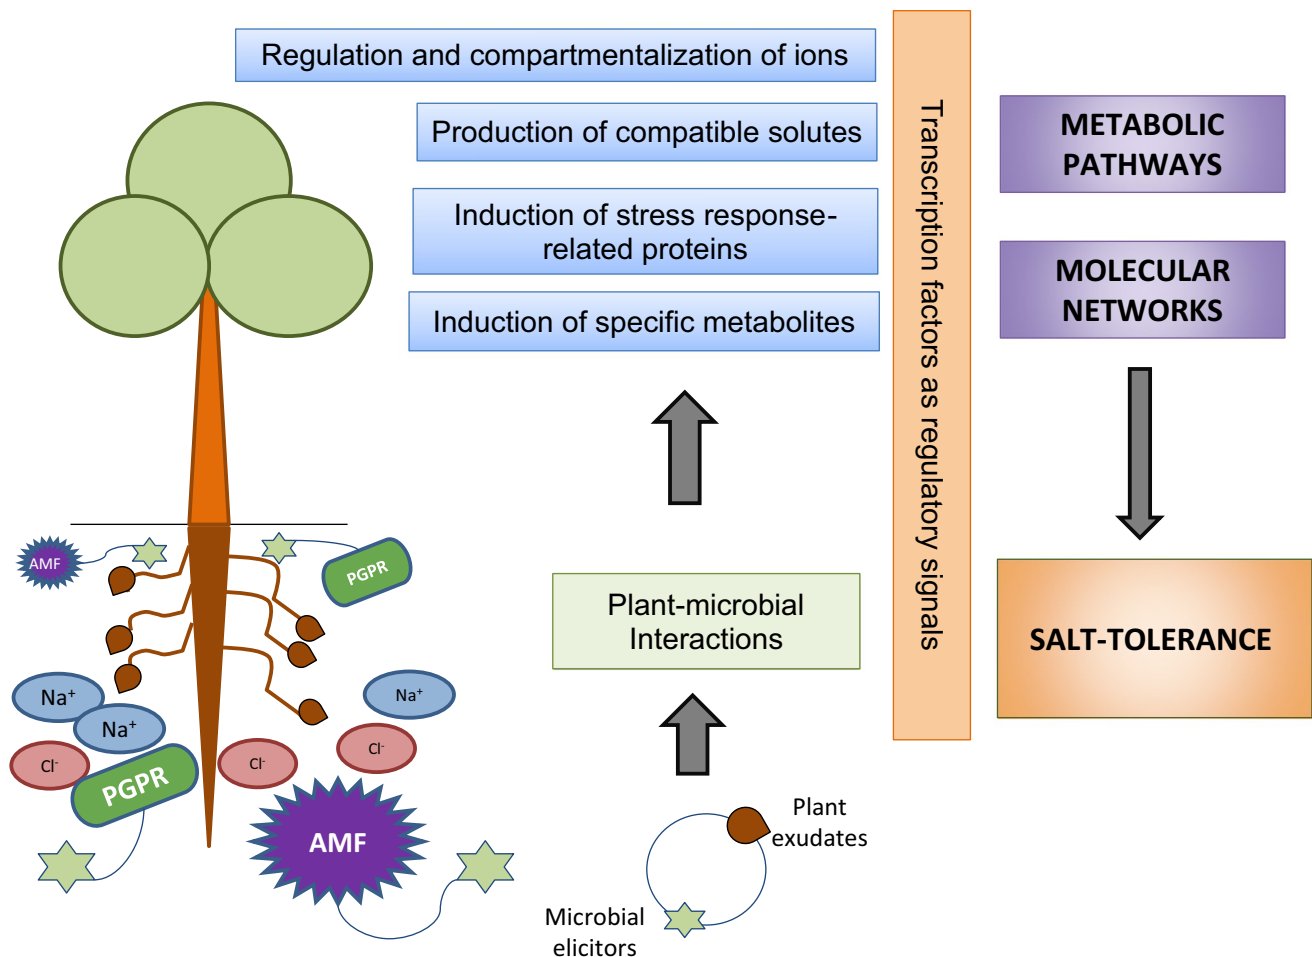 Regulation and compartmentalization of ions
Production of compatible solutes
Induction of stress response-
related proteins
Induction of specific metabolites
Transcription factors as regulatory signals
METABOLIC
PATHWAYS
MOLECULAR
NETWORKS
SALT-TOLERANCE
Plant-microbial
Interactions
AMF
PGPR
Na⁺
Na⁺
Na⁺
Cl⁻
Cl⁻
Cl⁻
PGPR
AMF
Plant
exudates
Microbial
elicitors